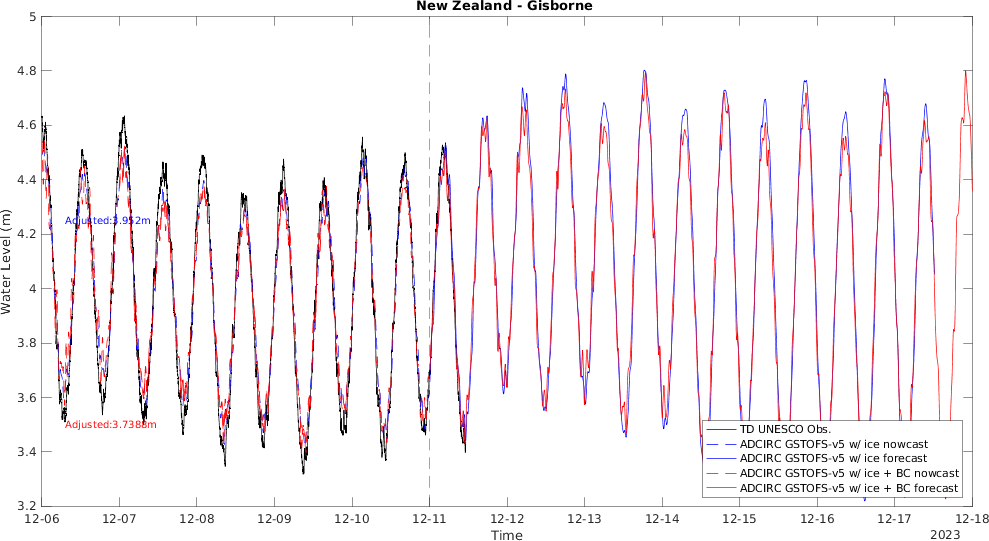 New Zealand - Gisborne
5
4.8
4.6
4.4
4.2
4
3.8
3.6
3.4
3.2
Water Level (m)
Adjusted:3.952m
Adjusted:3.7388m
TD UNESCO Obs.
ADCIRC GSTOFS-v5 w/ ice nowcast
ADCIRC GSTOFS-v5 w/ ice forecast
ADCIRC GSTOFS-v5 w/ ice + BC nowcast
ADCIRC GSTOFS-v5 w/ ice + BC forecast
12-06 12-07 12-08 12-09 12-10 12-11 12-12 12-13 12-14 12-15 12-16 12-17 12-18
Time
2023